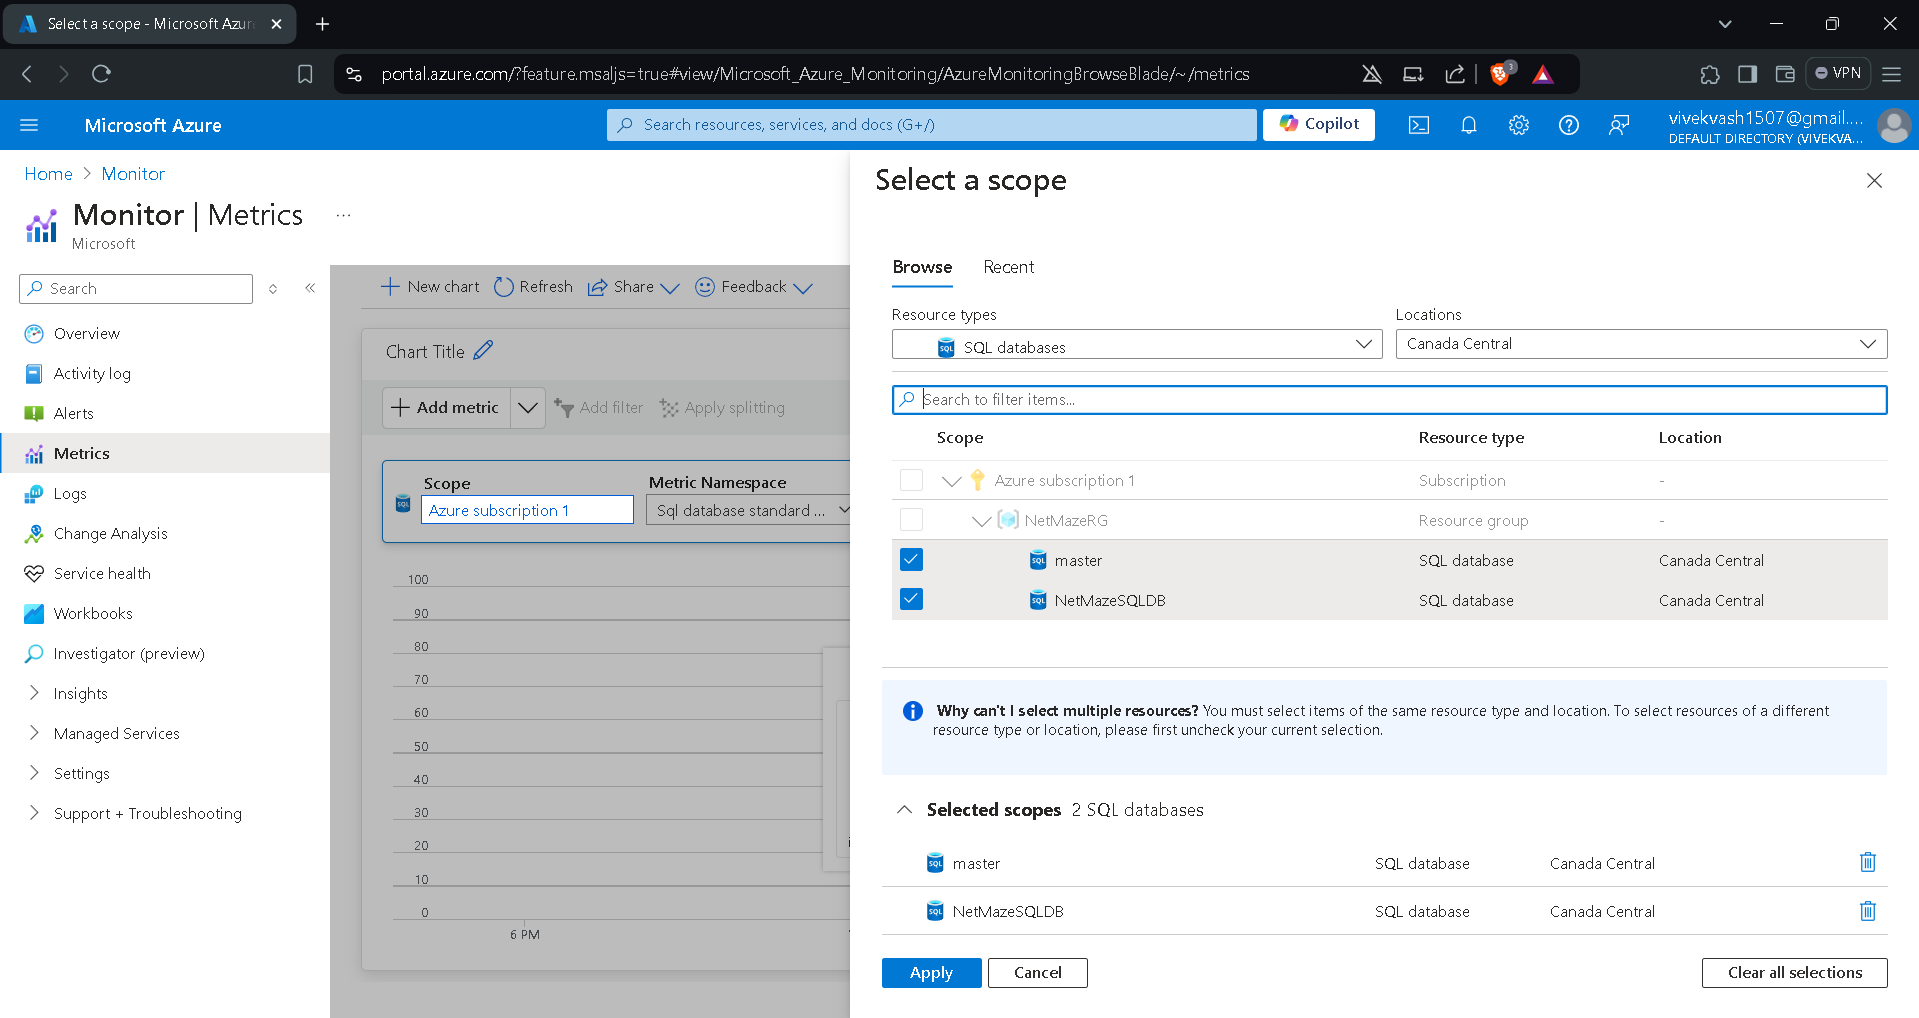 Select a scope - Microsoft Azur
portal.azure.com/?feature.msaljs=true#view/Microsoft_Azure_Monitoring/AzureMonitoringBrowseBlade/~/metrics
3
VPN
Microsoft Azure
Search resources, services, and docs (G+/)
Copilot
vivekvash1507@gmail....
DEFAULT DIRECTORY (VIVEKVA...
Home > Monitor
Monitor | Metrics
...
Microsoft
Search
Overview
Activity log
Alerts
Metrics
Logs
Change Analysis
Service health
Workbooks
Investigator (preview)
Insights
Managed Services
Settings
Support + Troubleshooting
New chart
Refresh
Share
Feedback
Chart Title
Add metric
Add filter
Apply splitting
Scope
Metric Namespace
Azure subscription 1
Sql database standard ...
100
90
80
70
60
50
40
30
20
10
0
6 PM
Select a scope
Browse
Recent
Resource types
Locations
SQL databases
Canada Central
Search to filter items...
Scope Resource type Location
Azure subscription 1 Subscription -
NetMazeRG Resource group -
master SQL database Canada Central
NetMazeSQLDB SQL database Canada Central
Why can't I select multiple resources? You must select items of the same resource type and location. To select resources of a different
resource type or location, please first uncheck your current selection.
Selected scopes 2 SQL databases
master SQL database Canada Central
NetMazeSQLDB SQL database Canada Central
Apply
Cancel
Clear all selections